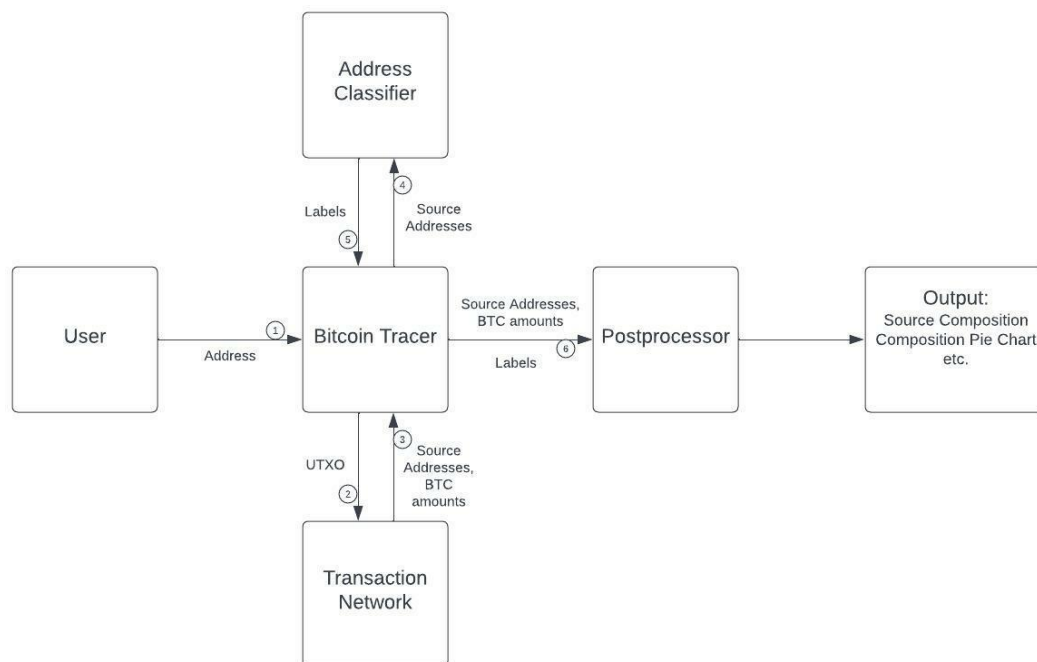 Address
Classifier
4
Labels
Source
Addresses
5
User
1
Address
Bitcoin Tracer
Source Addresses,
BTC amounts
6
Labels
Postprocessor
Output:
Source Composition
Composition Pie Chart
etc.
3
UTXO
Source
Addresses,
BTC
amounts
2
Transaction
Network